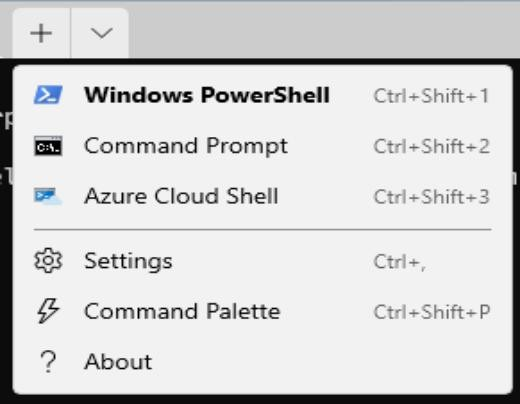 Windows PowerShell Ctrl+Shift+1
Command Prompt Ctrl+Shift+2
Azure Cloud Shell Ctrl+Shift+3
Settings Ctrl+,
Command Palette Ctrl+Shift+P
? About